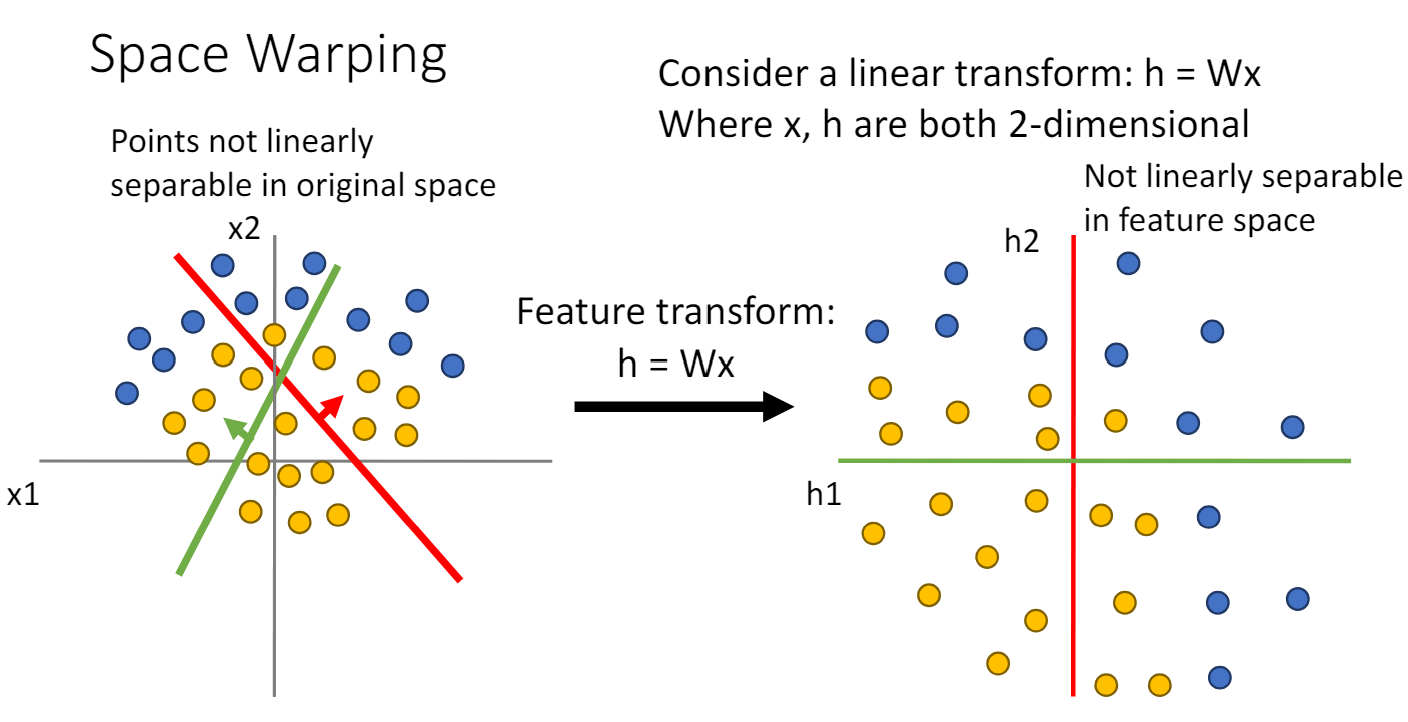 Space Warping
Consider a linear transform: h = Wx
Where x, h are both 2-dimensional
Points not linearly
separable in original space
Not linearly separable
in feature space
x2
h2
Feature transform:
h = Wx
x1
h1